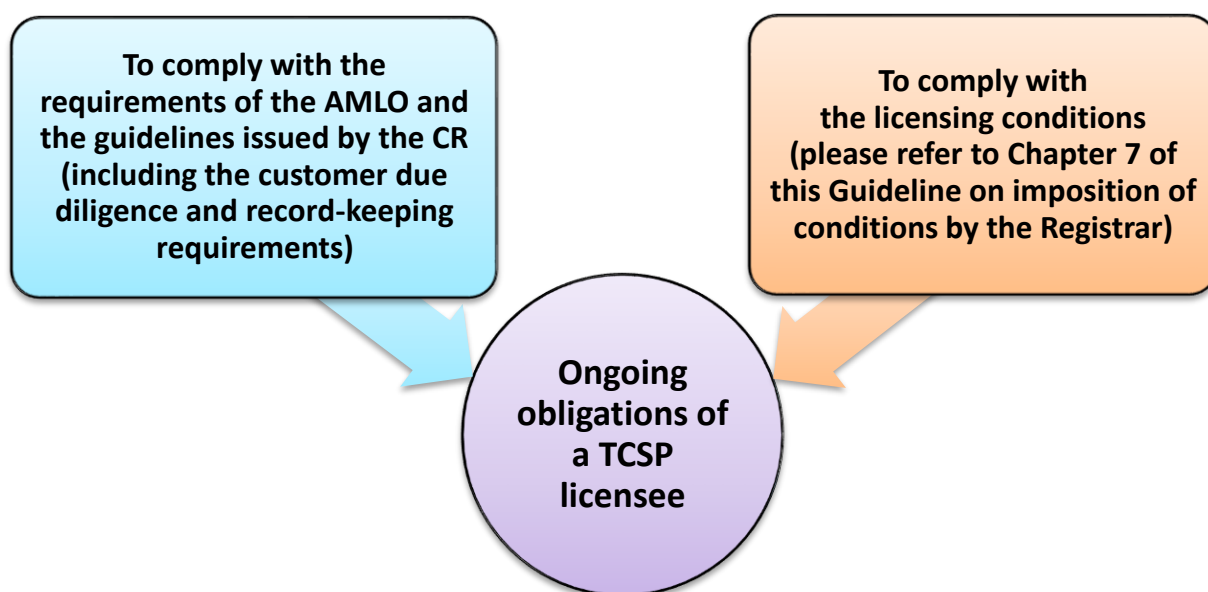 To comply with the
requirements of the AMLO and
the guidelines issued by the CR
(including the customer due
diligence and record-keeping
requirements)
To comply with
the licensing conditions
(please refer to Chapter 7 of
this Guideline on imposition of
conditions by the Registrar)
Ongoing
obligations of
a TCSP
licensee